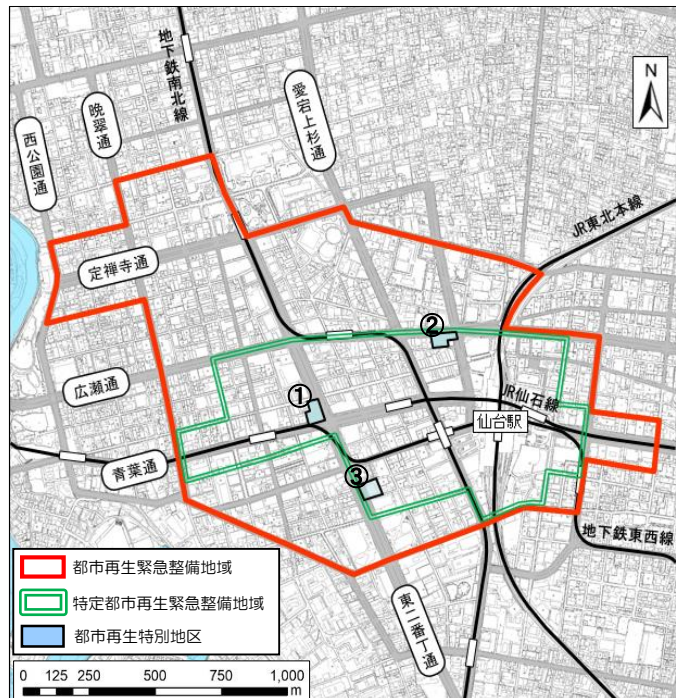 地下鉄南北線
愛宕上杉通
晩翠通
西公園通
N
JR東北本線
定禅寺通
②
広瀬通
①
JR仙石線
仙台駅
青葉通
③
地下鉄東西線
東二番丁通
都市再生緊急整備地域
特定都市再生緊急整備地域
都市再生特別地区
0 125 250 500 750 1,000
m